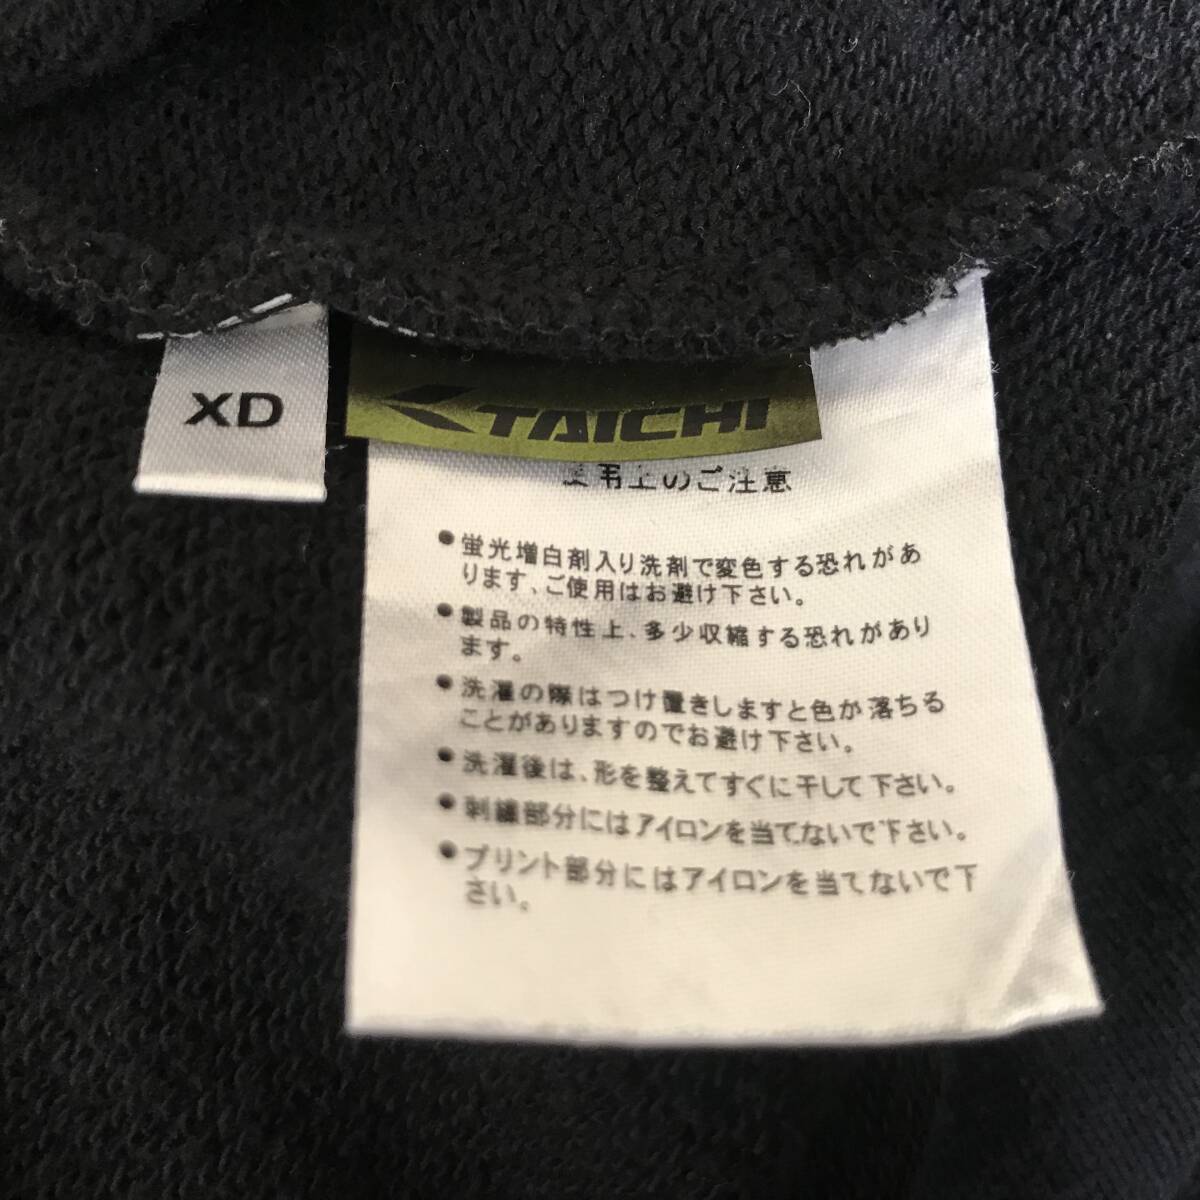 XD
TAICHI
使用上のご注意
●蛍光増白剤入り洗剤で変色する恐れがあ
ります、ご使用はお避け下さい。
●製品の特性上、多少収縮する恐れがあり
ます。
●洗濯の際はつけ置きしますと色が落ちる
ことがありますのでお避け下さい。
●洗濯後は、形を整えてすぐに干して下さい。
●刺繍部分にはアイロンを当てないで下さい。
●プリント部分にはアイロンを当てないで下
さい。